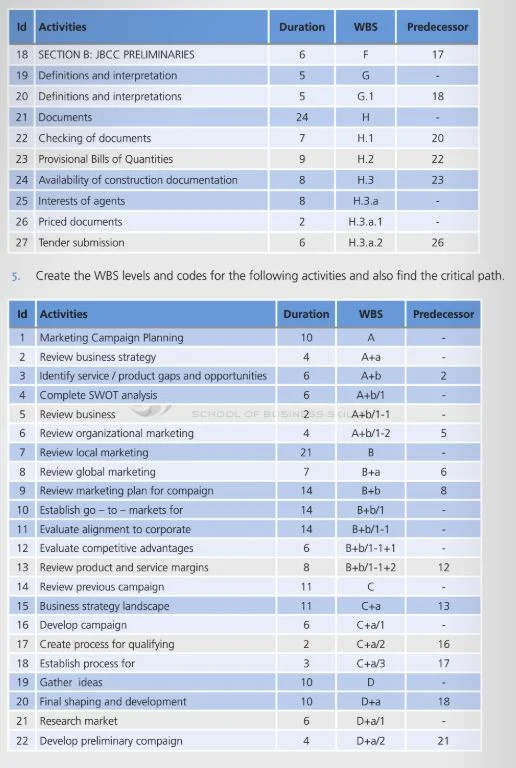 Id Activities Duration WBS Predecessor
18 SECTION B: JBCC PRELIMINARIES 6 F 17
19 Definitions and interpretation 5 G -
20 Definitions and interpretations 5 G.1 18
21 Documents 24 H -
22 Checking of documents 7 H.1 20
23 Provisional Bills of Quantities 9 H.2 22
24 Availability of construction documentation 8 H.3 23
25 Interests of agents 8 H.3.a -
26 Priced documents 2 H.3.a.1 -
27 Tender submission 6 H.3.a.2 26
5. Create the WBS levels and codes for the following activities and also find the critical path.
Id Activities Duration WBS Predecessor
1 Marketing Campaign Planning 10 A -
2 Review business strategy 4 A+a -
3 Identify service / product gaps and opportunities 6 A+b 2
4 Complete SWOT analysis 6 A+b/1 -
5 Review business 2 A+b/1-1 -
SCHOOL OF BUSINESS SKILLS
6 Review organizational marketing 4 A+b/1-2 5
7 Review local marketing 21 B -
8 Review global marketing 7 B+a 6
9 Review marketing plan for compaign 14 B+b 8
10 Establish go – to – markets for 14 B+b/1 -
11 Evaluate alignment to corporate 14 B+b/1-1 -
12 Evaluate competitive advantages 6 B+b/1-1+1 -
13 Review product and service margins 8 B+b/1-1+2 12
14 Review previous campaign 11 C -
15 Business strategy landscape 11 C+a 13
16 Develop campaign 6 C+a/1 -
17 Create process for qualifying 2 C+a/2 16
18 Establish process for 3 C+a/3 17
19 Gather ideas 10 D -
20 Final shaping and development 10 D+a 18
21 Research market 6 D+a/1 -
22 Develop preliminary compaign 4 D+a/2 21